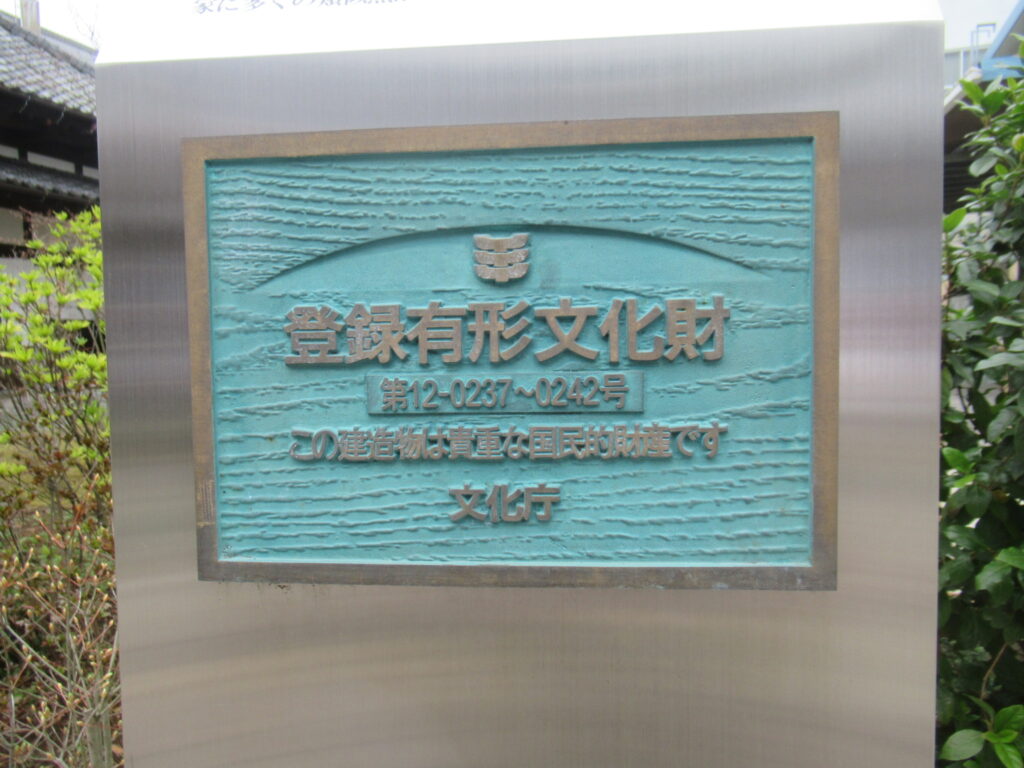 登録有形文化財
第12-0237～0242号
この建造物は貴重な国民的財産です
文化庁